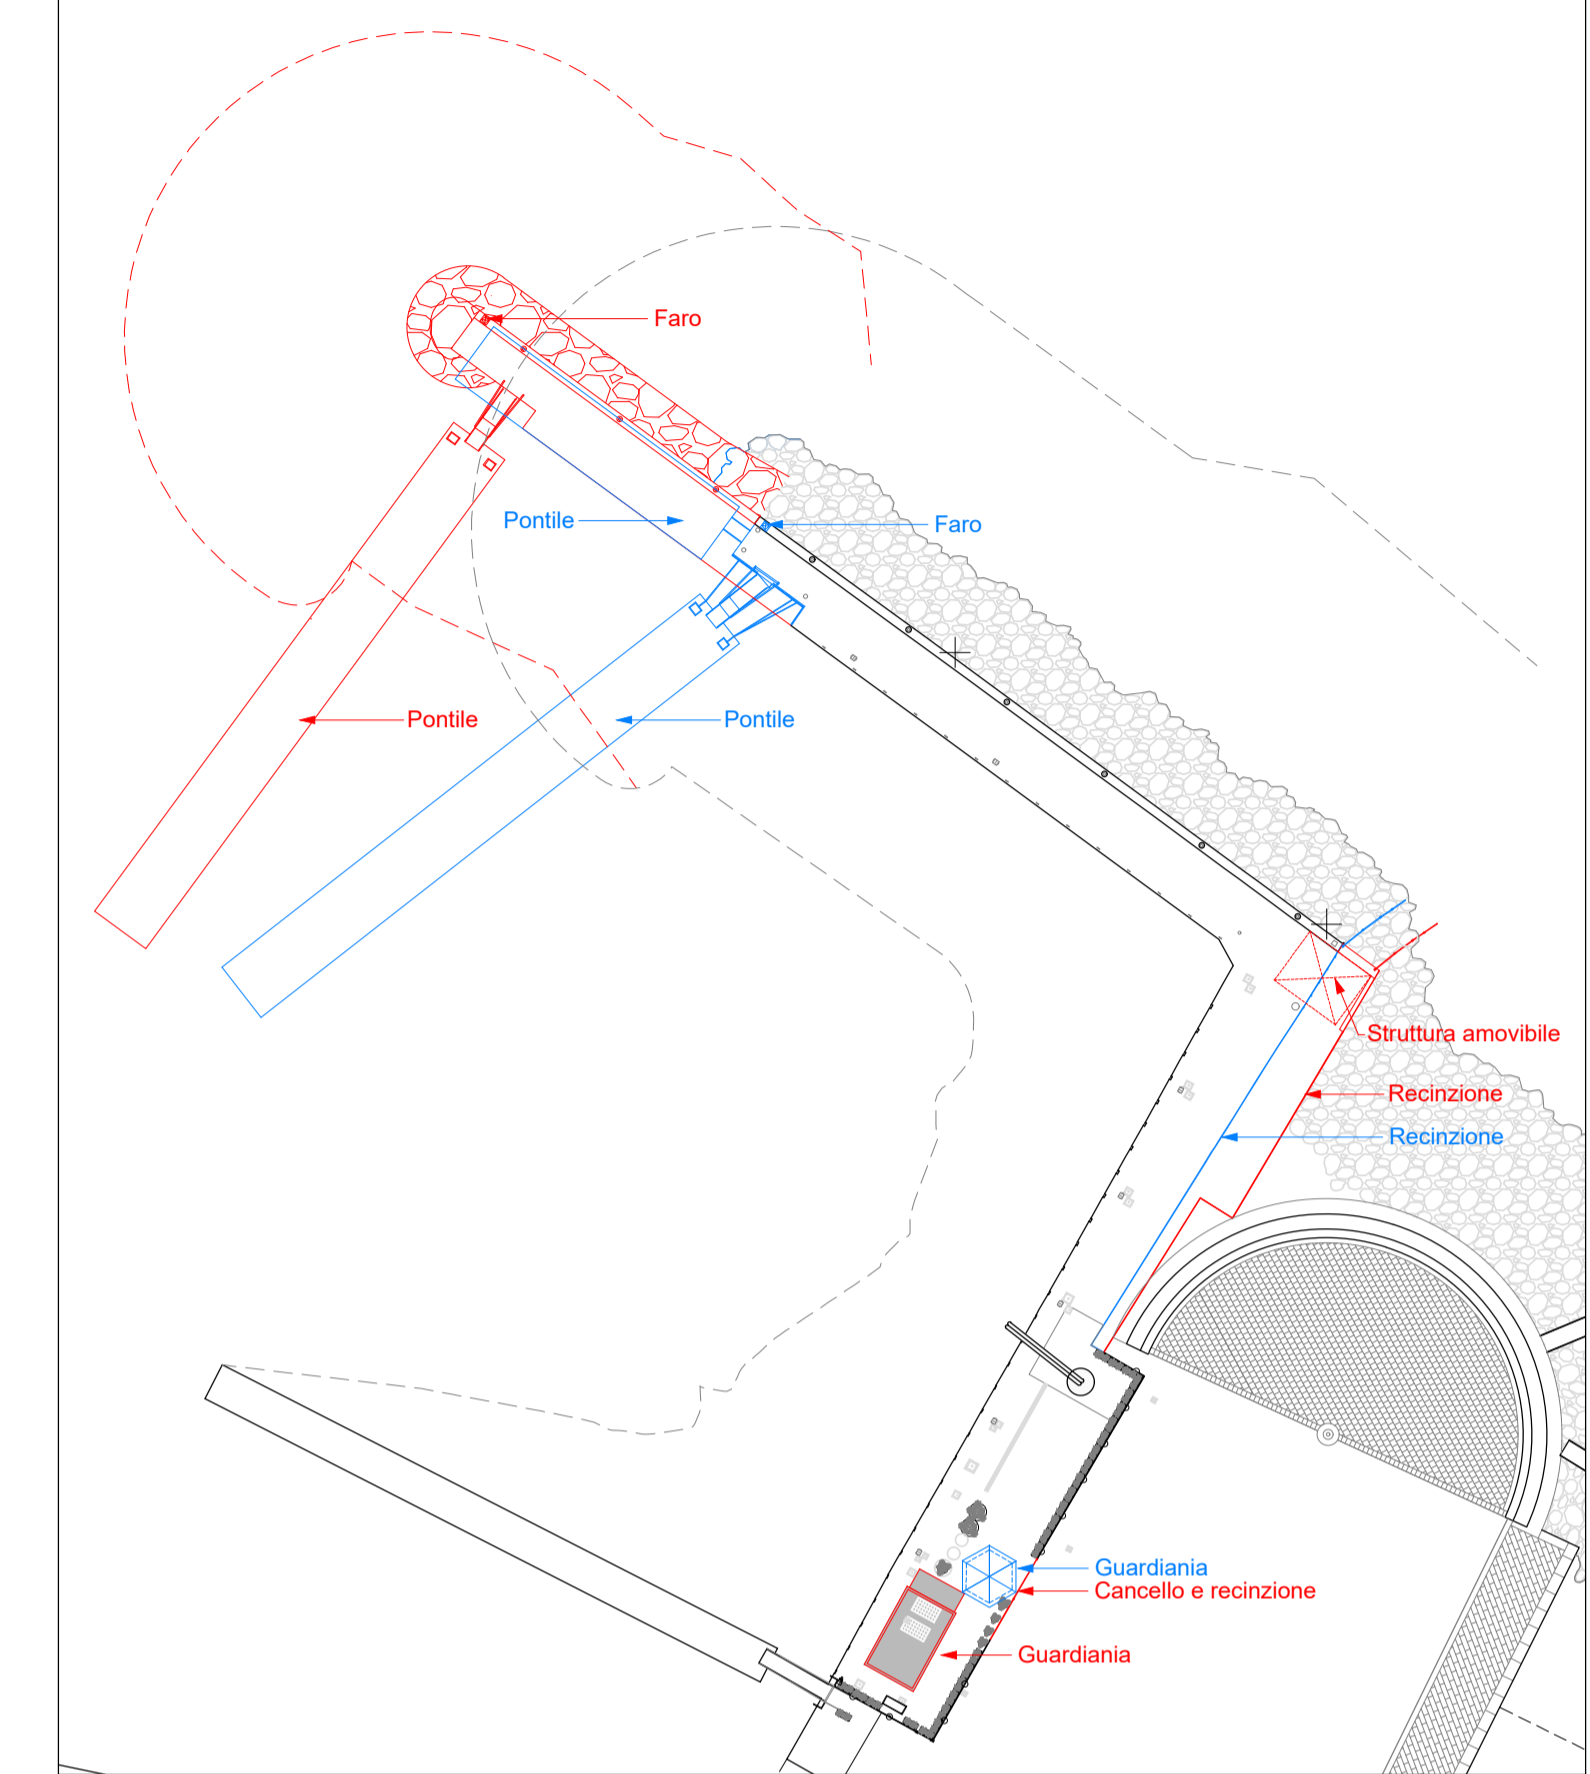 Faro
Pontile
Faro
Pontile
Pontile
Struttura amovibile
Recinzione
Recinzione
Guardiania
Cancello e recinzione
Guardiania